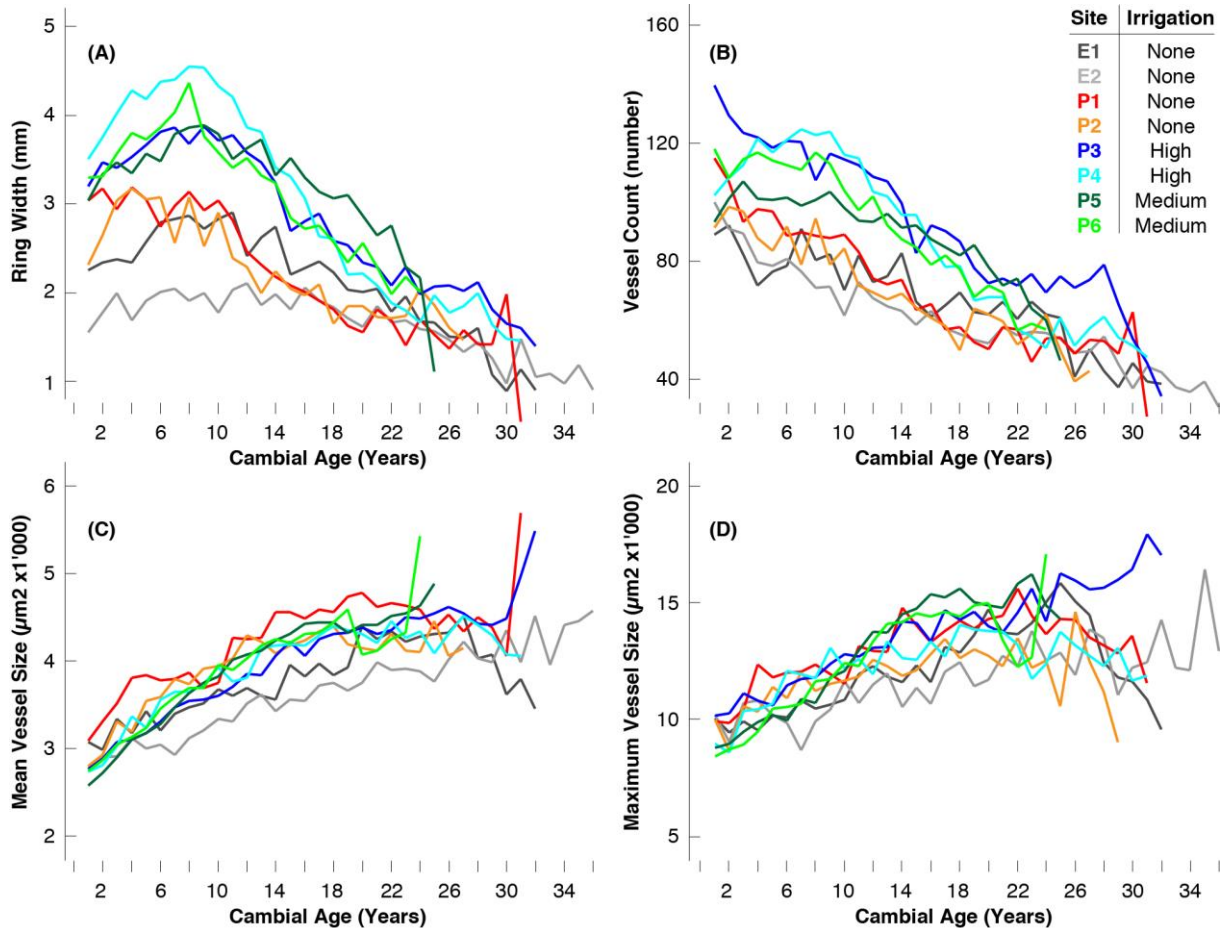 (A)
Ring Width (mm)
5
4
3
2
1
2 6 10 14 18 22 26 30 34
Cambial Age (Years)
(B)
Vessel Count (number)
160
120
80
40
2 6 10 14 18 22 26 30 34
Cambial Age (Years)
Site Irrigation
E1 None
E2 None
P1 None
P2 None
P3 High
P4 High
P5 Medium
P6 Medium
(C)
Mean Vessel Size (µm2 x1'000)
6
5
4
3
2
2 6 10 14 18 22 26 30 34
Cambial Age (Years)
(D)
Maximum Vessel Size (µm2 x1'000)
20
15
10
5
2 6 10 14 18 22 26 30 34
Cambial Age (Years)